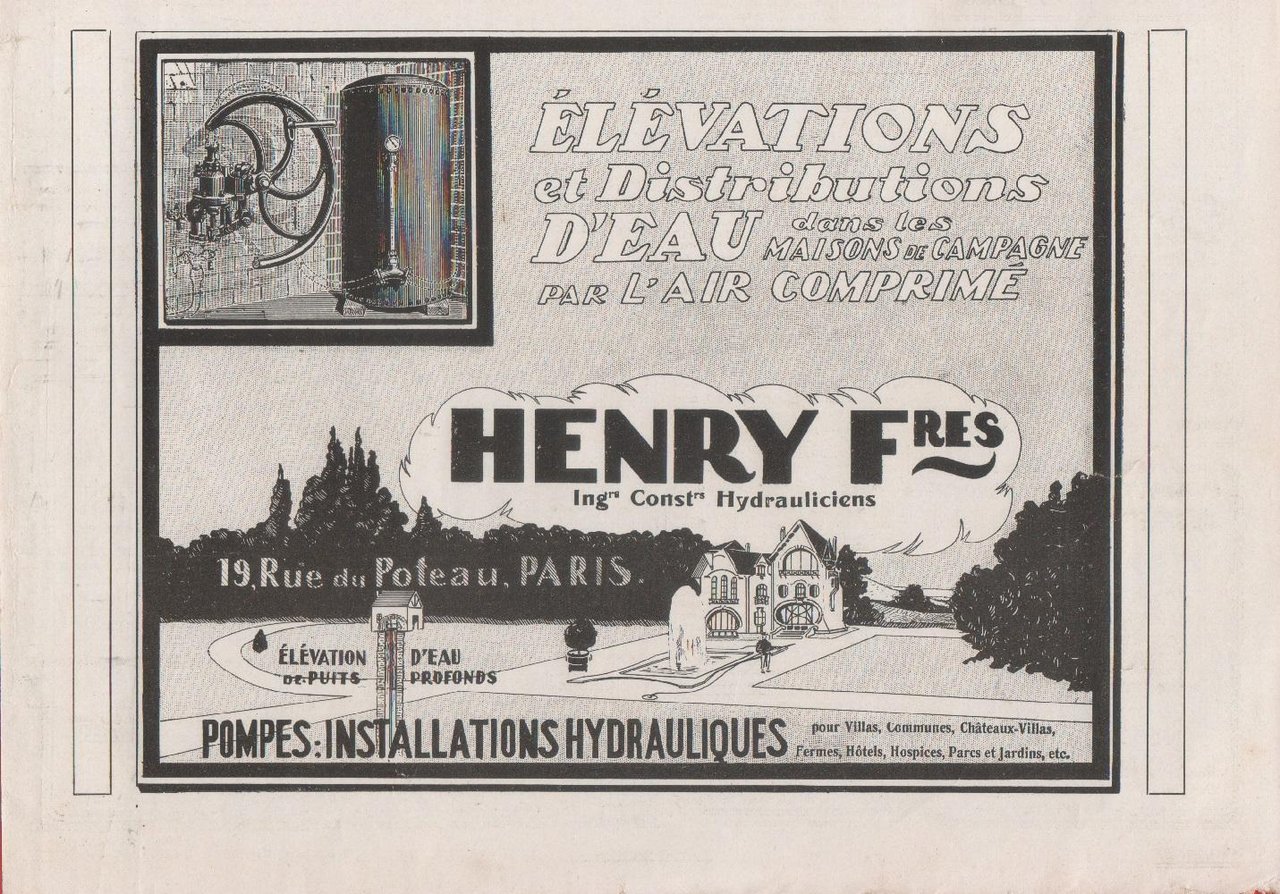 ÉLÉVATIONS
et Distributions
D'EAU dans les
MAISONS DE CAMPAGNE
PAR L'AIR COMPRIMÉ
HENRY Fres
Ingrs Constrs Hydrauliciens
19, Rue du Poteau, PARIS.
ÉLÉVATION D'EAU
DE PUITS PROFONDS
POMPES: INSTALLATIONS HYDRAULIQUES
pour Villas, Communes, Châteaux-Villas,
Fermes, Hôtels, Hospices, Parcs et Jardins, etc.